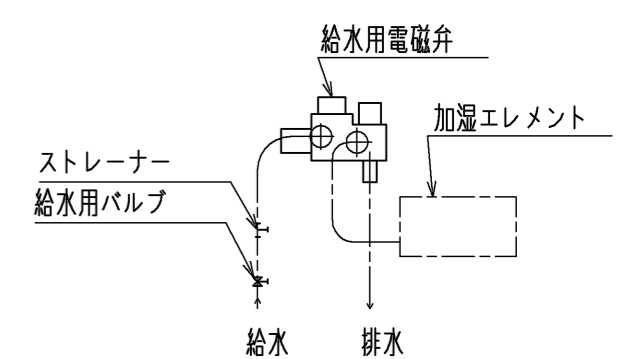 給水用電磁弁
加湿エレメント
ストレーナー
給水用バルブ
給水
排水